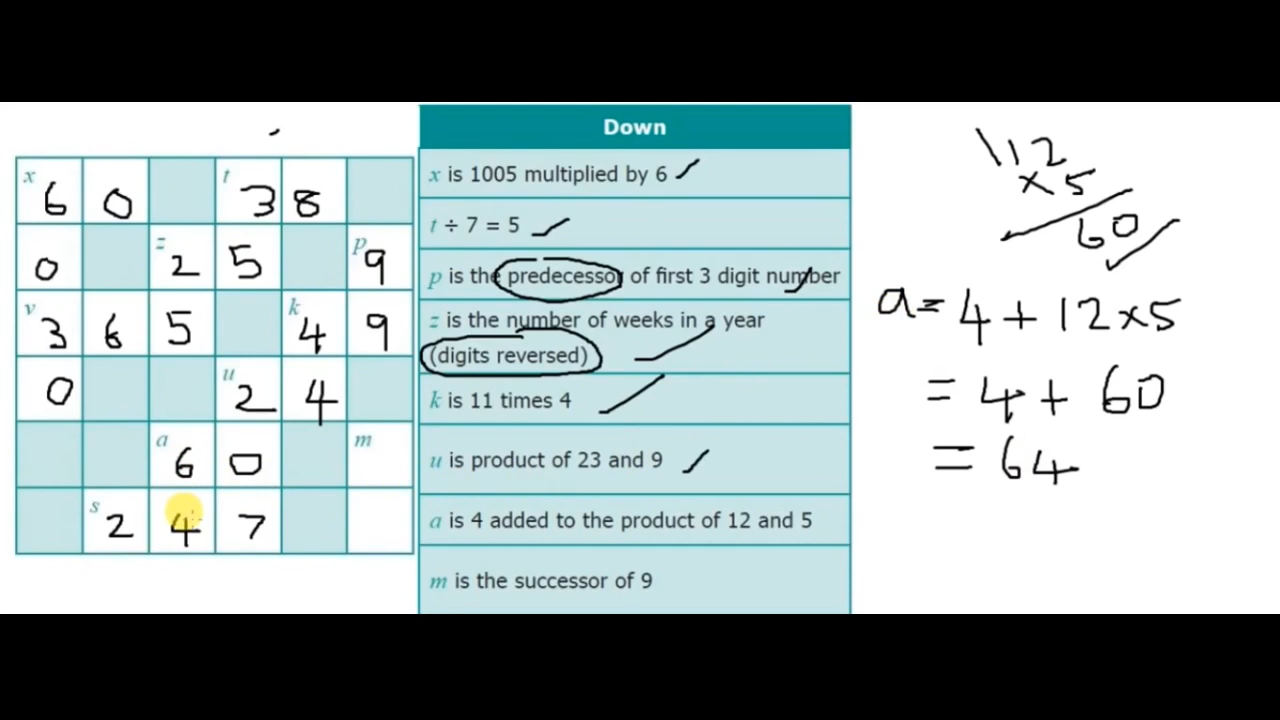 x 6 0 t 3 8
0 z 2 5 p 9
v 3 6 5 k 4 9
0 u 2 4
a 6 0 m
s 2 4 7
Down
x is 1005 multiplied by 6
t ÷ 7 = 5
p is the predecessor of first 3 digit number
z is the number of weeks in a year
(digits reversed)
k is 11 times 4
u is product of 23 and 9
a is 4 added to the product of 12 and 5
m is the successor of 9
112
×5
60
a = 4 + 12×5
= 4 + 60
= 64